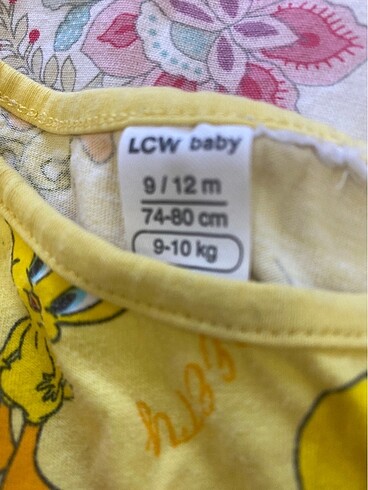 LCW baby
9 / 12 m
74-80 cm
9-10 kg